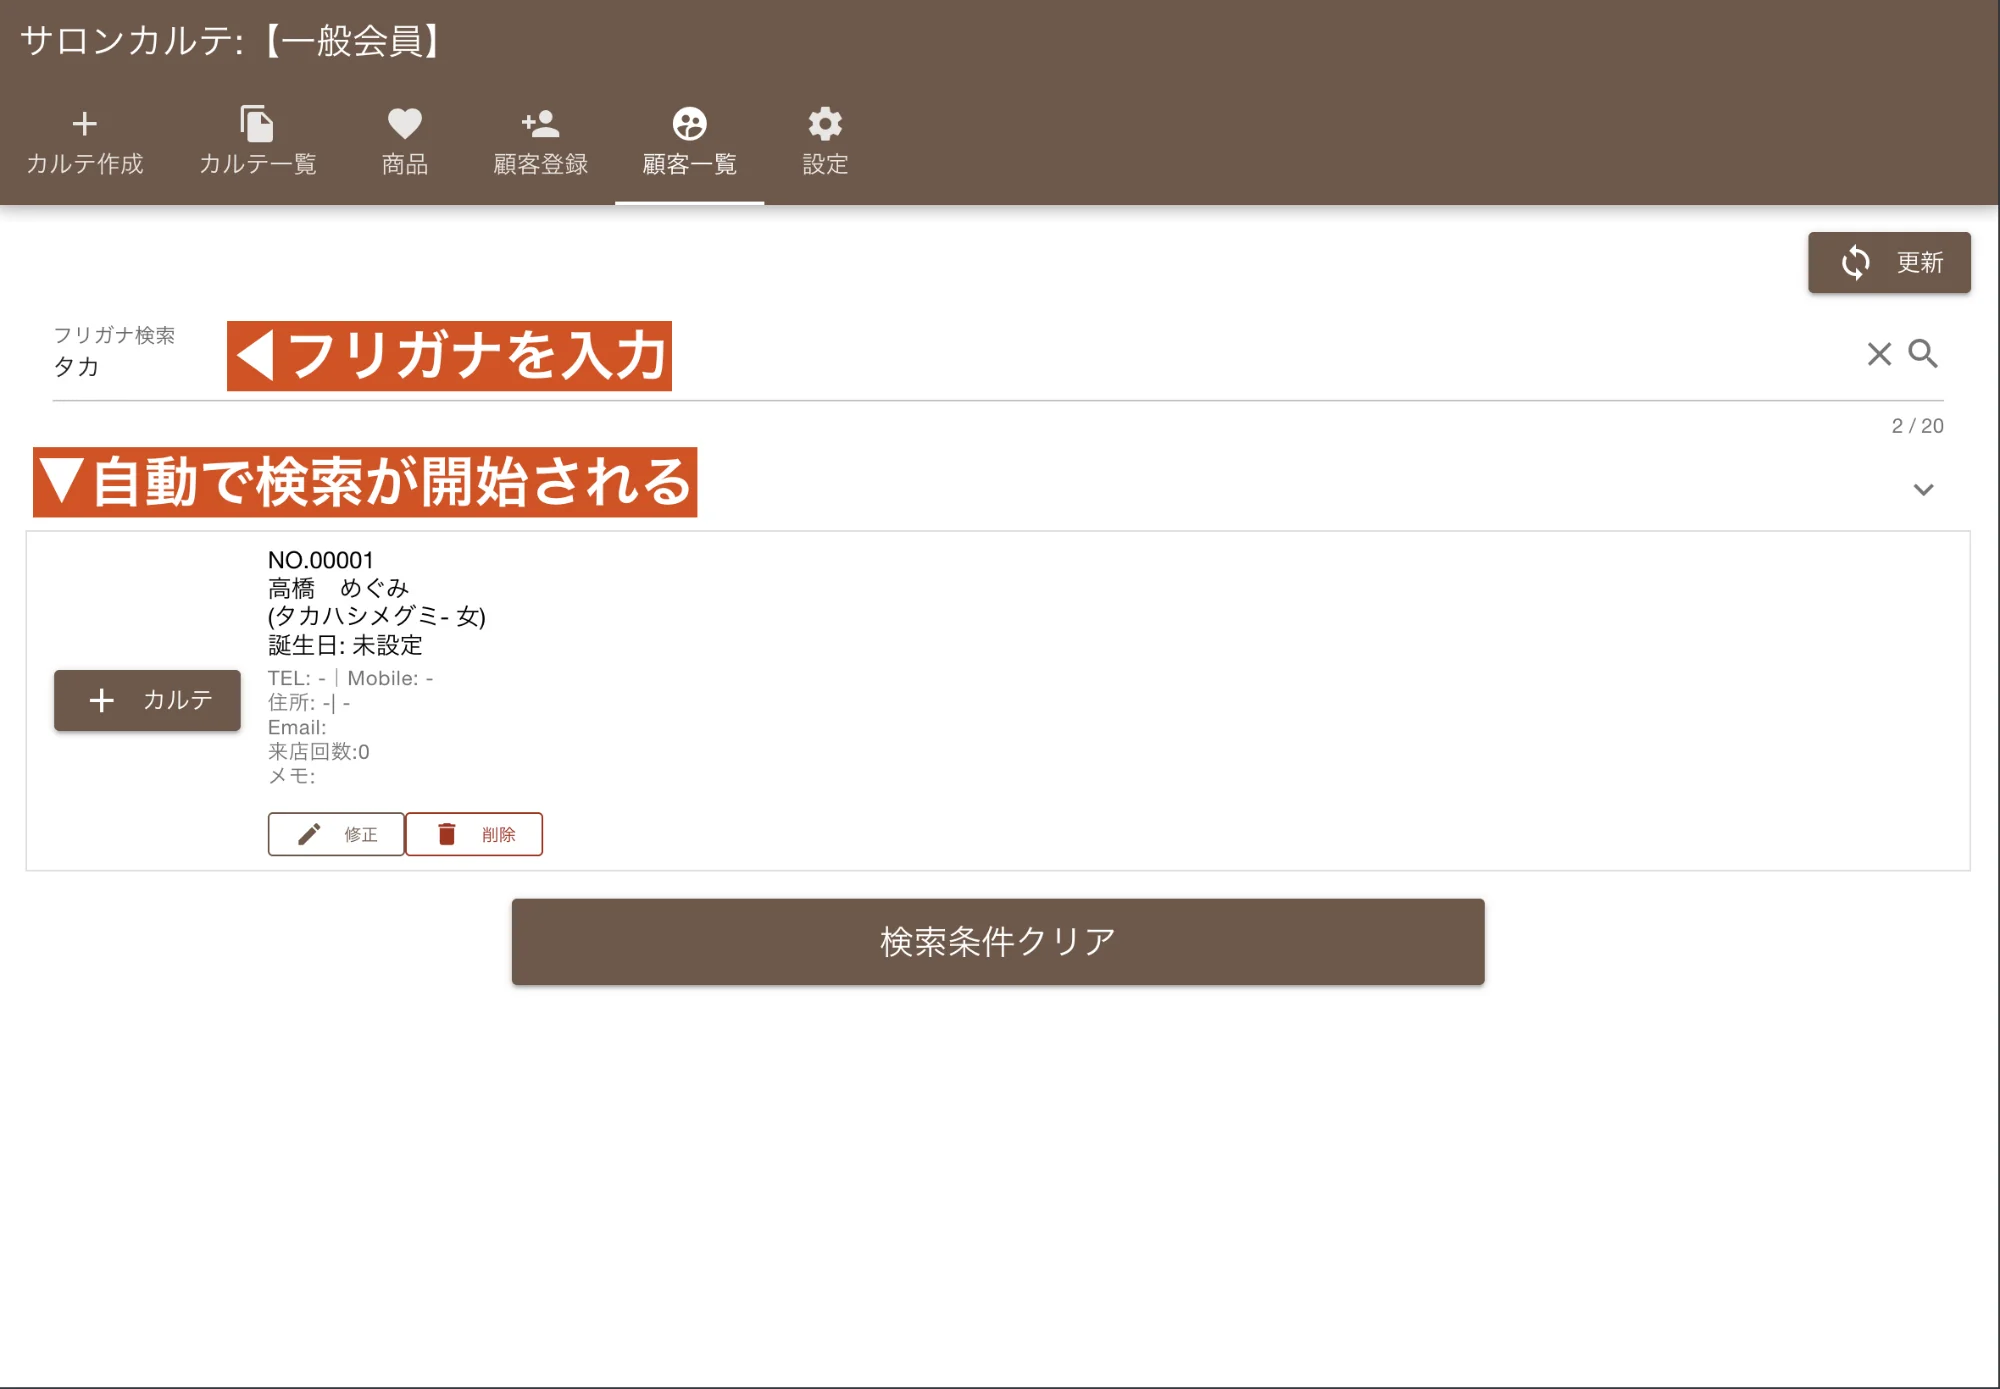 サロンカルテ:【一般会員】
カルテ作成 カルテ一覧 商品 顧客登録 顧客一覧 設定
更新
フリガナ検索
タカ
◀フリガナを入力
2 / 20
▼自動で検索が開始される
NO.00001
高橋　めぐみ
(タカハシメグミ- 女)
誕生日: 未設定
カルテ
TEL: -｜Mobile: -
住所: -| -
Email:
来店回数:0
メモ:
修正 削除
検索条件クリア